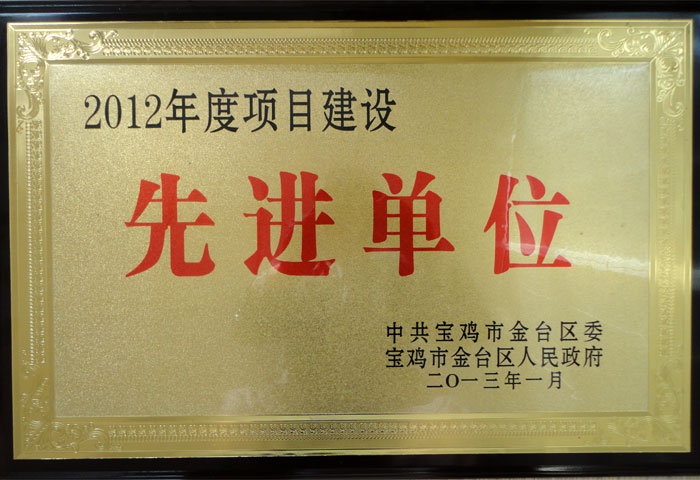 2012年度项目建设
先进单位
中共宝鸡市金台区委
宝鸡市金台区人民政府
二〇一三年一月